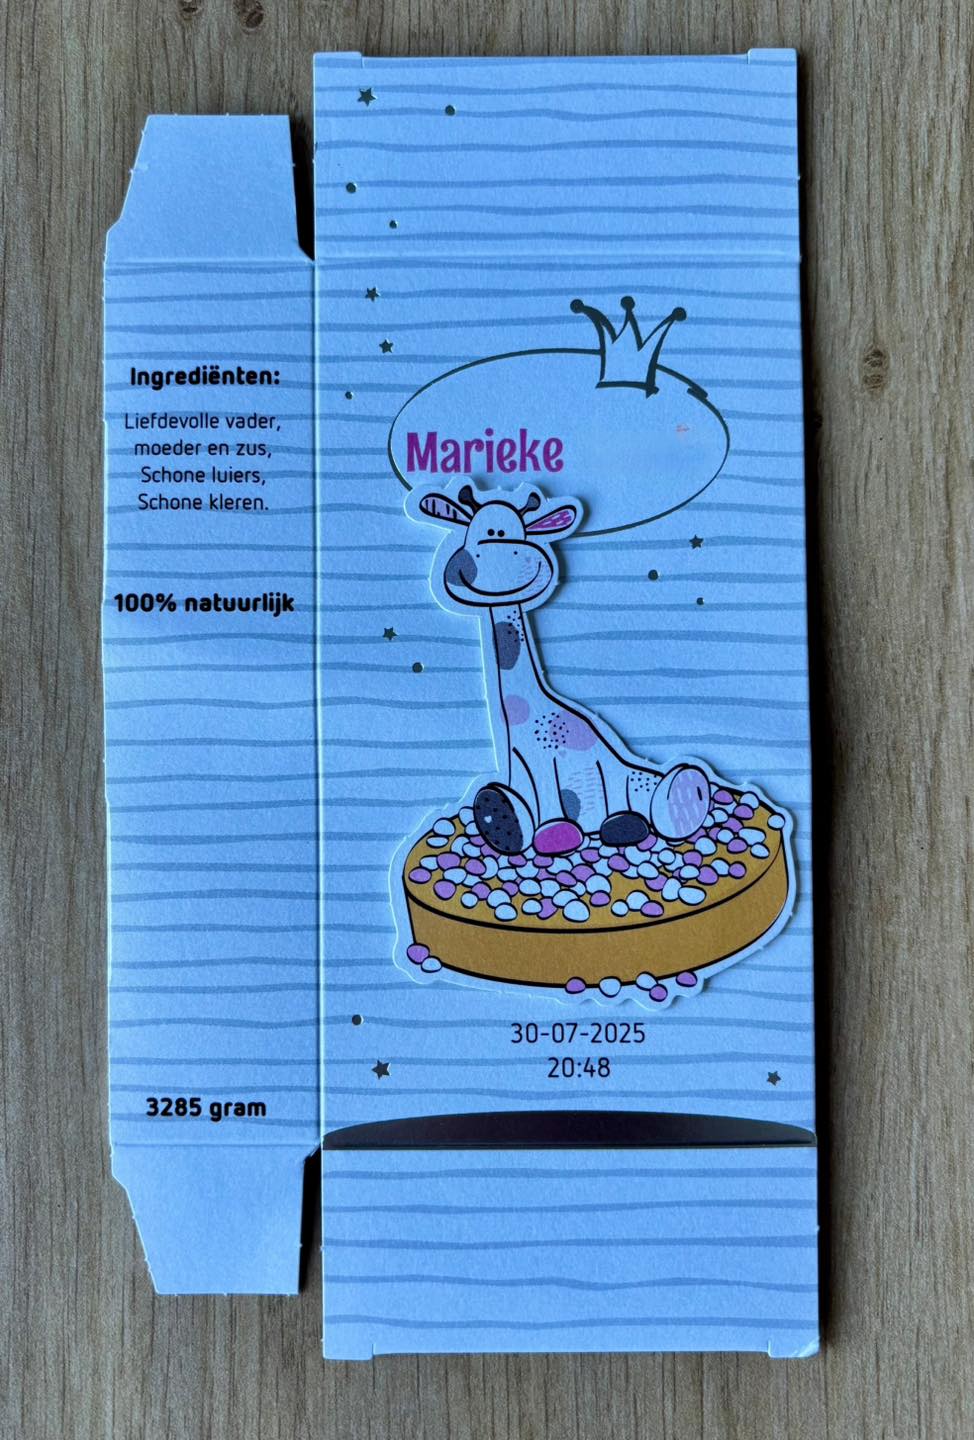 Ingrediënten:
Liefdevolle vader,
moeder en zus,
Schone luiers,
Schone kleren.
100% natuurlijk
3285 gram
Marieke
30-07-2025
20:48